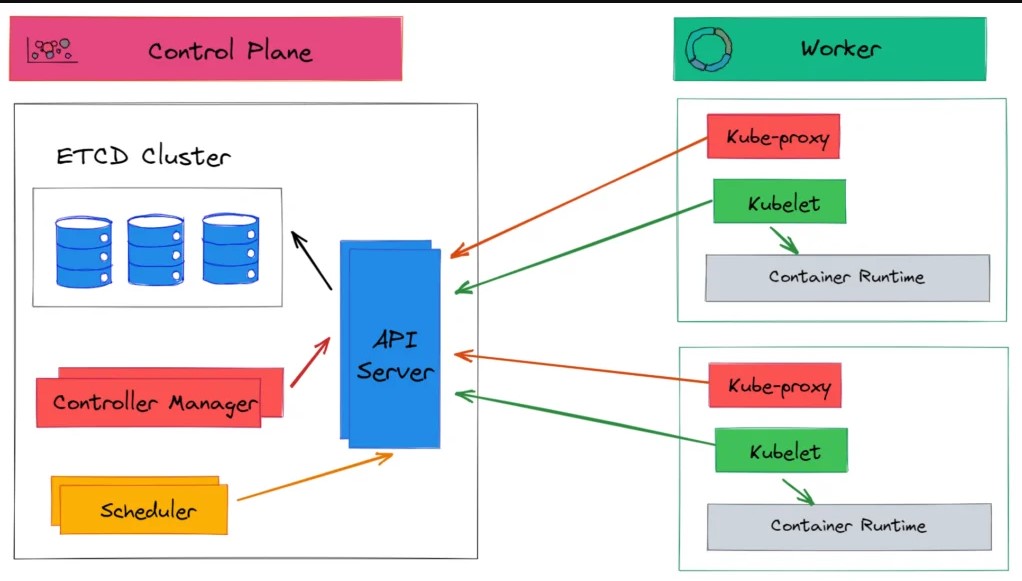 Control Plane
ETCD Cluster
API
Server
Controller Manager
Scheduler
Worker
Kube-proxy
Kubelet
Container Runtime
Kube-proxy
Kubelet
Container Runtime